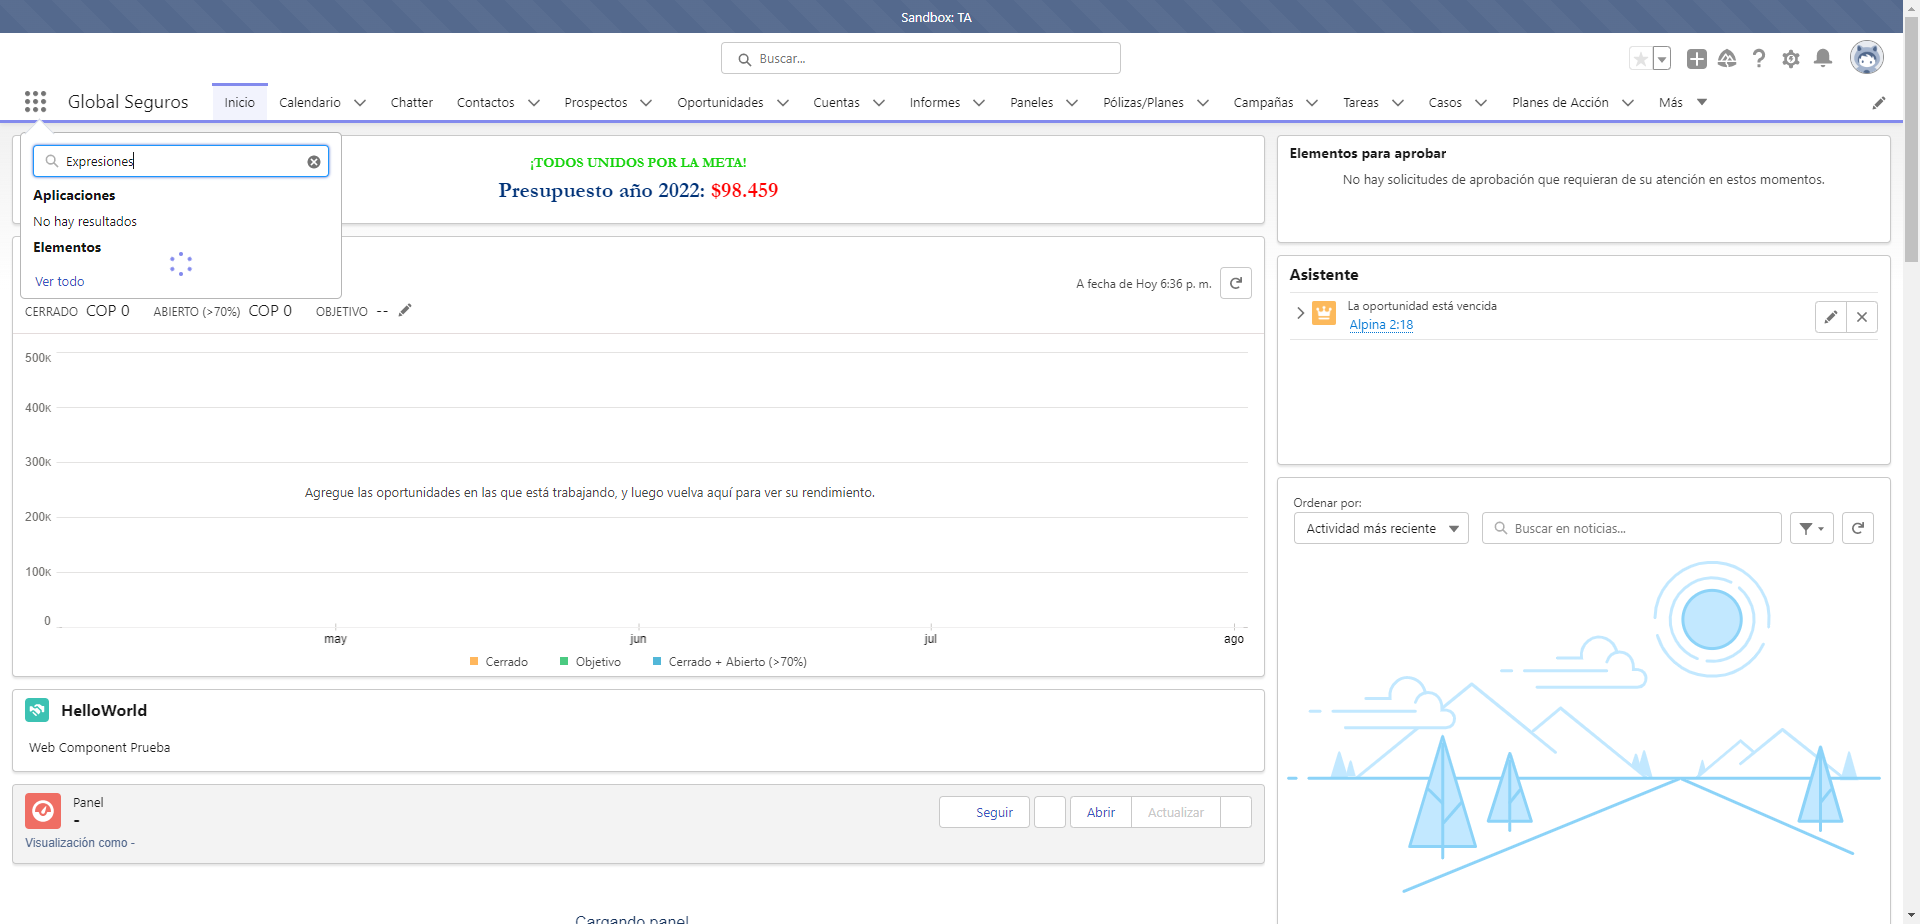 Sandbox: TA
Buscar...
Global Seguros
Inicio
Calendario
Chatter
Contactos
Prospectos
Oportunidades
Cuentas
Informes
Paneles
Pólizas/Planes
Campañas
Tareas
Casos
Planes de Acción
Más
Expresiones
Aplicaciones
No hay resultados
Elementos
Ver todo
¡TODOS UNIDOS POR LA META!
Presupuesto año 2022: $98.459
A fecha de Hoy 6:36 p. m.
CERRADO COP 0 ABIERTO (>70%) COP 0 OBJETIVO --
500K
400K
300K
200K
100K
0
Agregue las oportunidades en las que está trabajando, y luego vuelva aquí para ver su rendimiento.
may
jun
jul
ago
Cerrado
Objetivo
Cerrado + Abierto (>70%)
HelloWorld
Web Component Prueba
Panel
-
Visualización como -
Seguir
Abrir
Actualizar
Cargando panel
Elementos para aprobar
No hay solicitudes de aprobación que requieran de su atención en estos momentos.
Asistente
La oportunidad está vencida
Alpina 2:18
Ordenar por:
Actividad más reciente
Buscar en noticias...